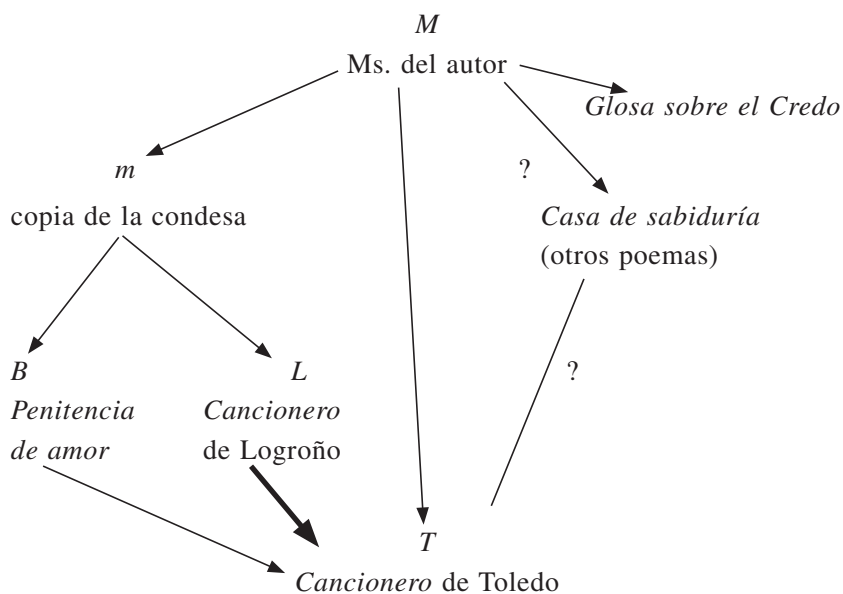 M
Ms. del autor
Glosa sobre el Credo
m
?
copia de la condesa
Casa de sabiduría
(otros poemas)
B
L
?
Penitencia
de amor
Cancionero
de Logroño
T
Cancionero de Toledo